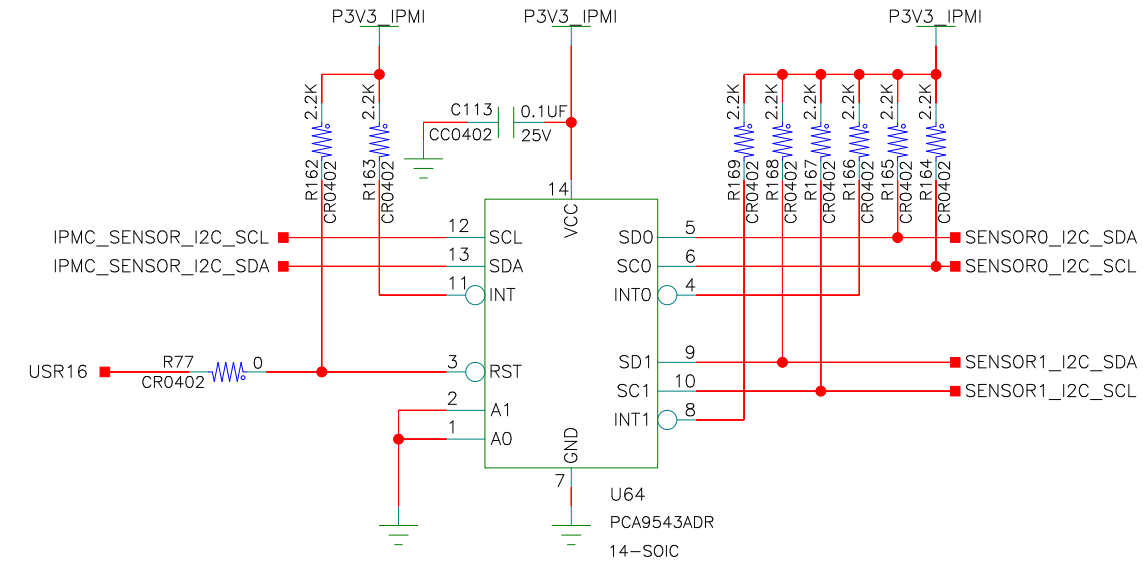 P3V3_IPMI
P3V3_IPMI
P3V3_IPMI
2.2K
R162
CR0402
2.2K
R163
CR0402
C113
0.1UF
CC0402
25V
2.2K
R169
CR0402
2.2K
R168
CR0402
2.2K
R167
CR0402
2.2K
R166
CR0402
2.2K
R165
CR0402
2.2K
R164
CR0402
14
VCC
IPMC_SENSOR_I2C_SCL
12
SCL
SD0
5
SENSOR0_I2C_SDA
IPMC_SENSOR_I2C_SDA
13
SDA
SC0
6
SENSOR0_I2C_SCL
11
INT
INT0
4
USR16
R77
0
CR0402
3
RST
SD1
9
SENSOR1_I2C_SDA
SC1
10
SENSOR1_I2C_SCL
2
A1
INT1
8
1
A0
GND
7
U64
PCA9543ADR
14-SOIC